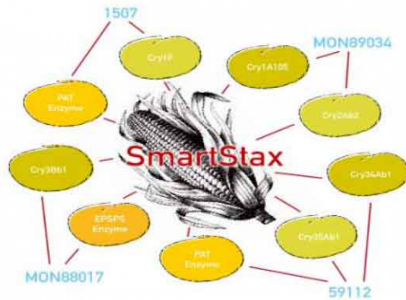 1507
Cry1F
Cry1A105
MON89034
PAT
Enzyme
Cry2Ab2
SmartStax
Cry3Bb1
Cry34Ab1
EPSPS
Enzyme
Cry35Ab1
PAT
Enzyme
MON88017
59112